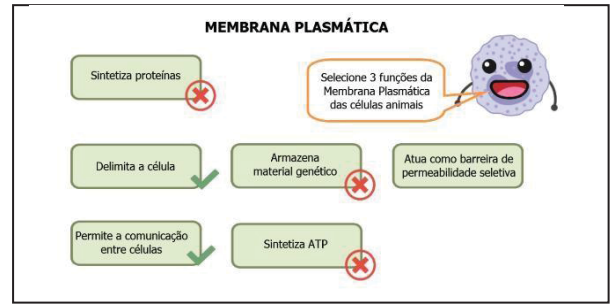 MEMBRANA PLASMÁTICA
Sintetiza proteínas
Selecione 3 funções da
Membrana Plasmática
das células animais
Delimita a célula
Armazena
material genético
Atua como barreira de
permeabilidade seletiva
Permite a comunicação
entre células
Sintetiza ATP